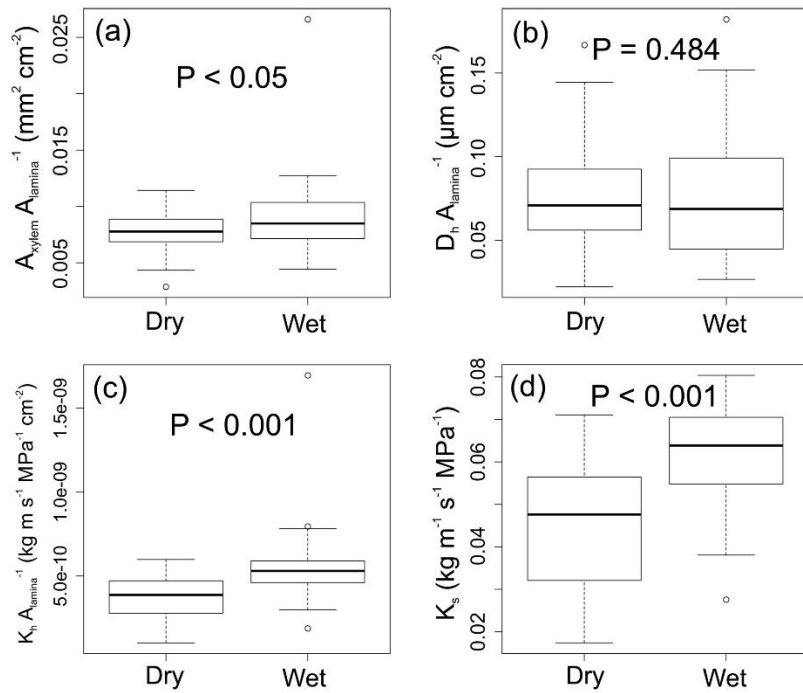 (a)
P < 0.05
A_xylem A_lamina^-1 (mm^2 cm^-2)
0.025
0.015
0.005
Dry Wet
(b)
P = 0.484
D_h A_lamina^-1 (µm cm^-2)
0.15
0.10
0.05
Dry Wet
(c)
P < 0.001
K_h A_lamina^-1 (kg m s^-1 MPa^-1 cm^-2)
1.5e-09
1.0e-09
5.0e-10
Dry Wet
(d)
P < 0.001
K_s (kg m^-1 s^-1 MPa^-1)
0.08
0.06
0.04
0.02
Dry Wet